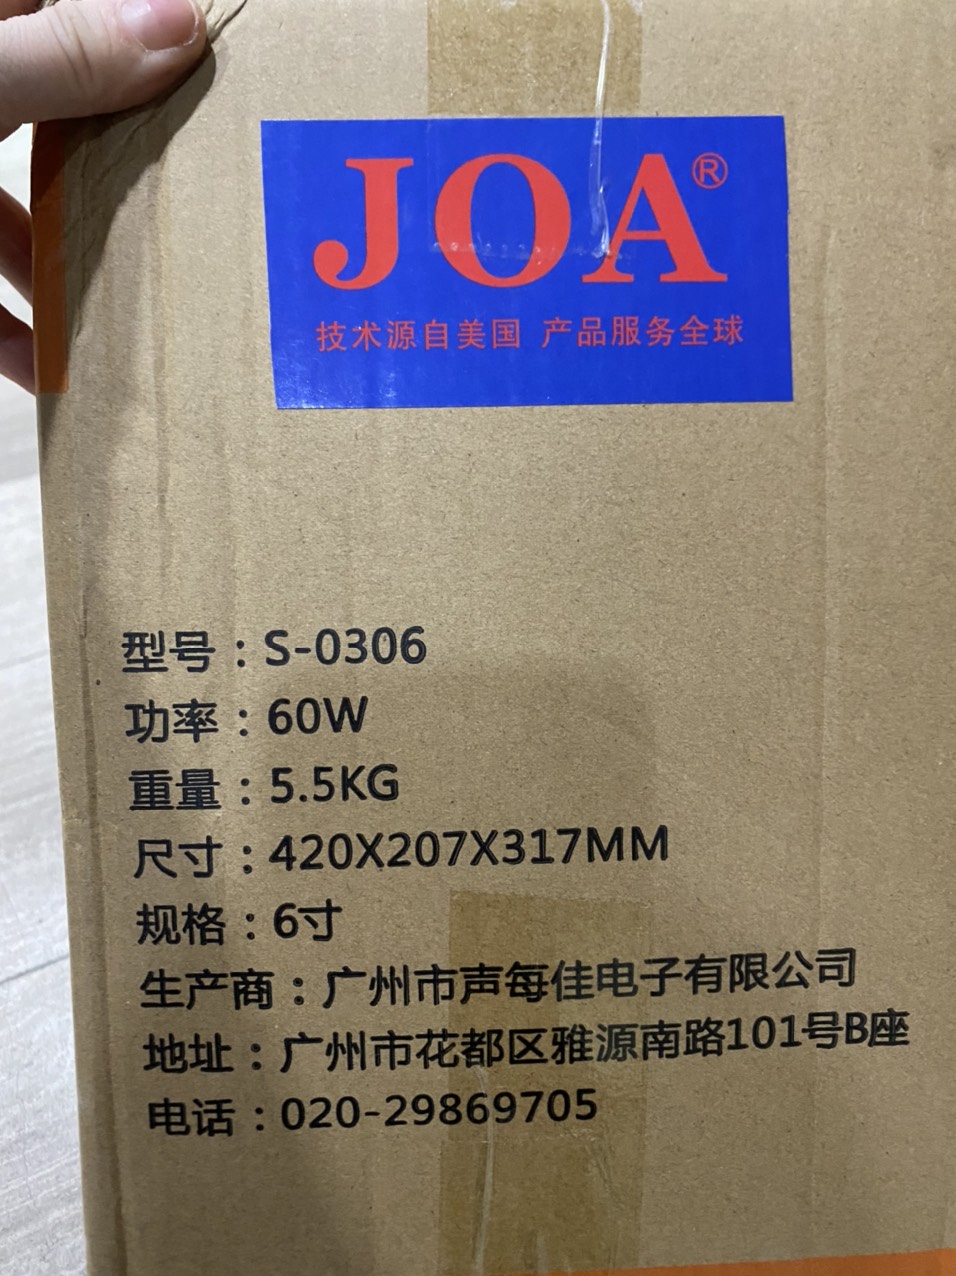 JOA®
技术源自美国 产品服务全球
型号：S-0306
功率：60W
重量：5.5KG
尺寸：420X207X317MM
规格：6寸
生产商：广州市声每佳电子有限公司
地址：广州市花都区雅源南路101号B座
电话：020-29869705